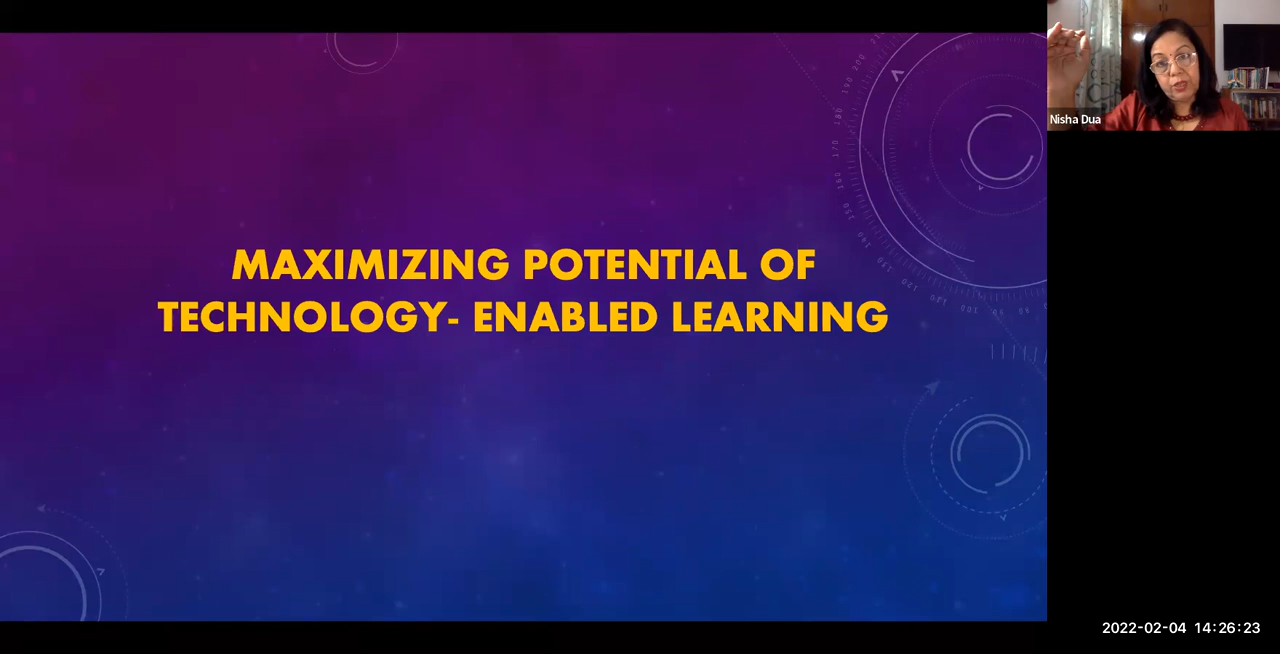 MAXIMIZING POTENTIAL OF
TECHNOLOGY- ENABLED LEARNING
Nisha Dua
2022-02-04 14:26:23